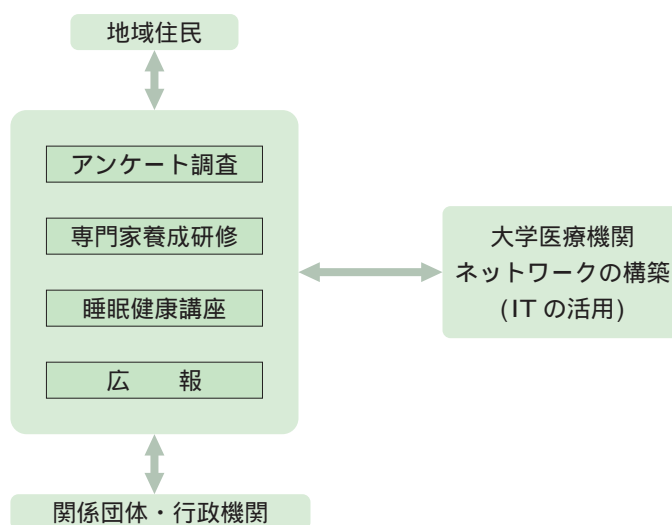 地域住民
アンケート調査
専門家養成研修
睡眠健康講座
広　　報
大学医療機関
ネットワークの構築
(IT の活用)
関係団体・行政機関